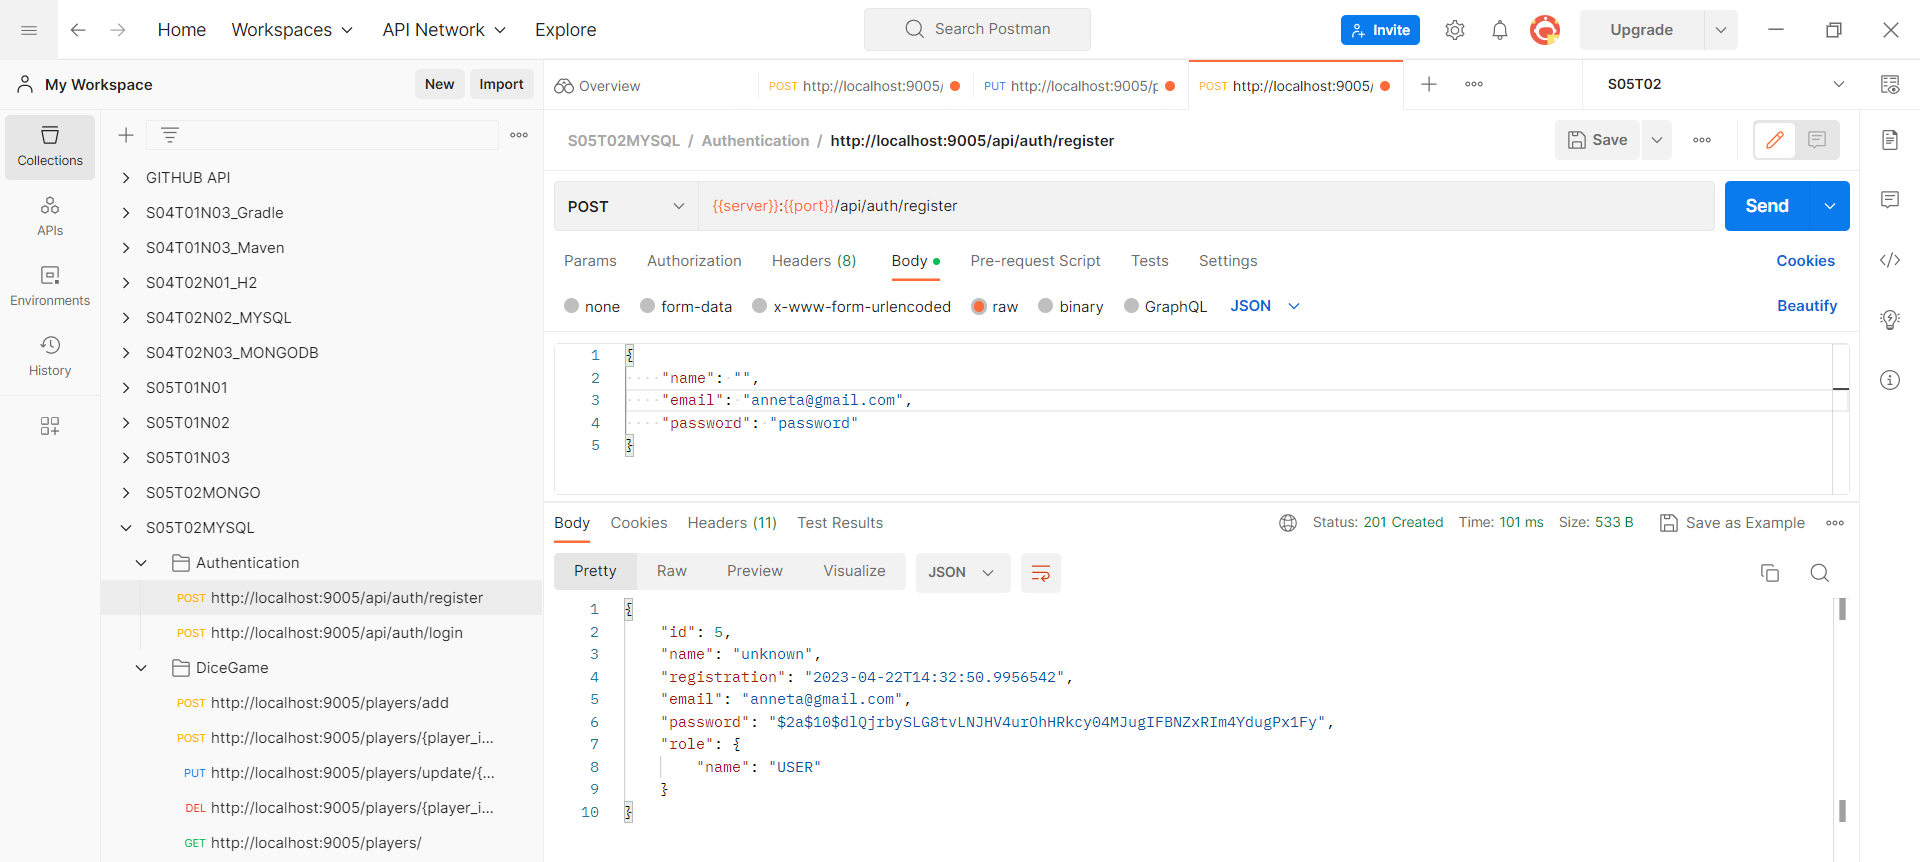 Home Workspaces API Network Explore Search Postman Invite Upgrade
My Workspace New Import Overview POST http://localhost:9005/ PUT http://localhost:9005/p POST http://localhost:9005/ S05T02
Collections
APIs
Environments
History
GITHUB API
S04T01N03_Gradle
S04T01N03_Maven
S04T02N01_H2
S04T02N02_MYSQL
S04T02N03_MONGODB
S05T01N01
S05T01N02
S05T01N03
S05T02MONGO
S05T02MYSQL
Authentication
POST http://localhost:9005/api/auth/register
POST http://localhost:9005/api/auth/login
DiceGame
POST http://localhost:9005/players/add
POST http://localhost:9005/players/{player_i...
PUT http://localhost:9005/players/update/{...
DEL http://localhost:9005/players/{player_i...
GET http://localhost:9005/players/
S05T02MYSQL / Authentication / http://localhost:9005/api/auth/register Save
POST {{server}}:{{port}}/api/auth/register Send
Params Authorization Headers (8) Body Pre-request Script Tests Settings Cookies
none form-data x-www-form-urlencoded raw binary GraphQL JSON Beautify
1 {
2 "name": "",
3 "email": "anneta@gmail.com",
4 "password": "password"
5 }
Body Cookies Headers (11) Test Results Status: 201 Created Time: 101 ms Size: 533 B Save as Example
Pretty Raw Preview Visualize JSON
1 {
2 "id": 5,
3 "name": "unknown",
4 "registration": "2023-04-22T14:32:50.9956542",
5 "email": "anneta@gmail.com",
6 "password": "$2a$10$dlQjrbySLG8tvLNJHV4urOhHRkcy04MJugIFBNZxRIm4YdugPx1Fy",
7 "role": {
8 "name": "USER"
9 }
10 }